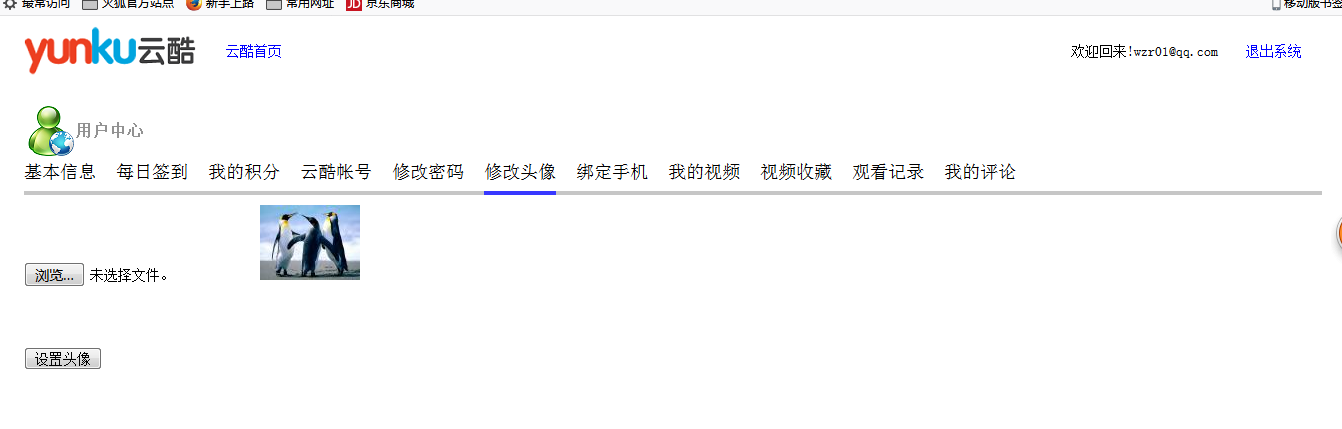 最常访问 火狐官方站点 新手上路 常用网址 JD 京东商城 移动版书签
yunku云酷 云酷首页 欢迎回来!wzr01@qq.com 退出系统
用户中心
基本信息 每日签到 我的积分 云酷帐号 修改密码 修改头像 绑定手机 我的视频 视频收藏 观看记录 我的评论
浏览… 未选择文件。
设置头像